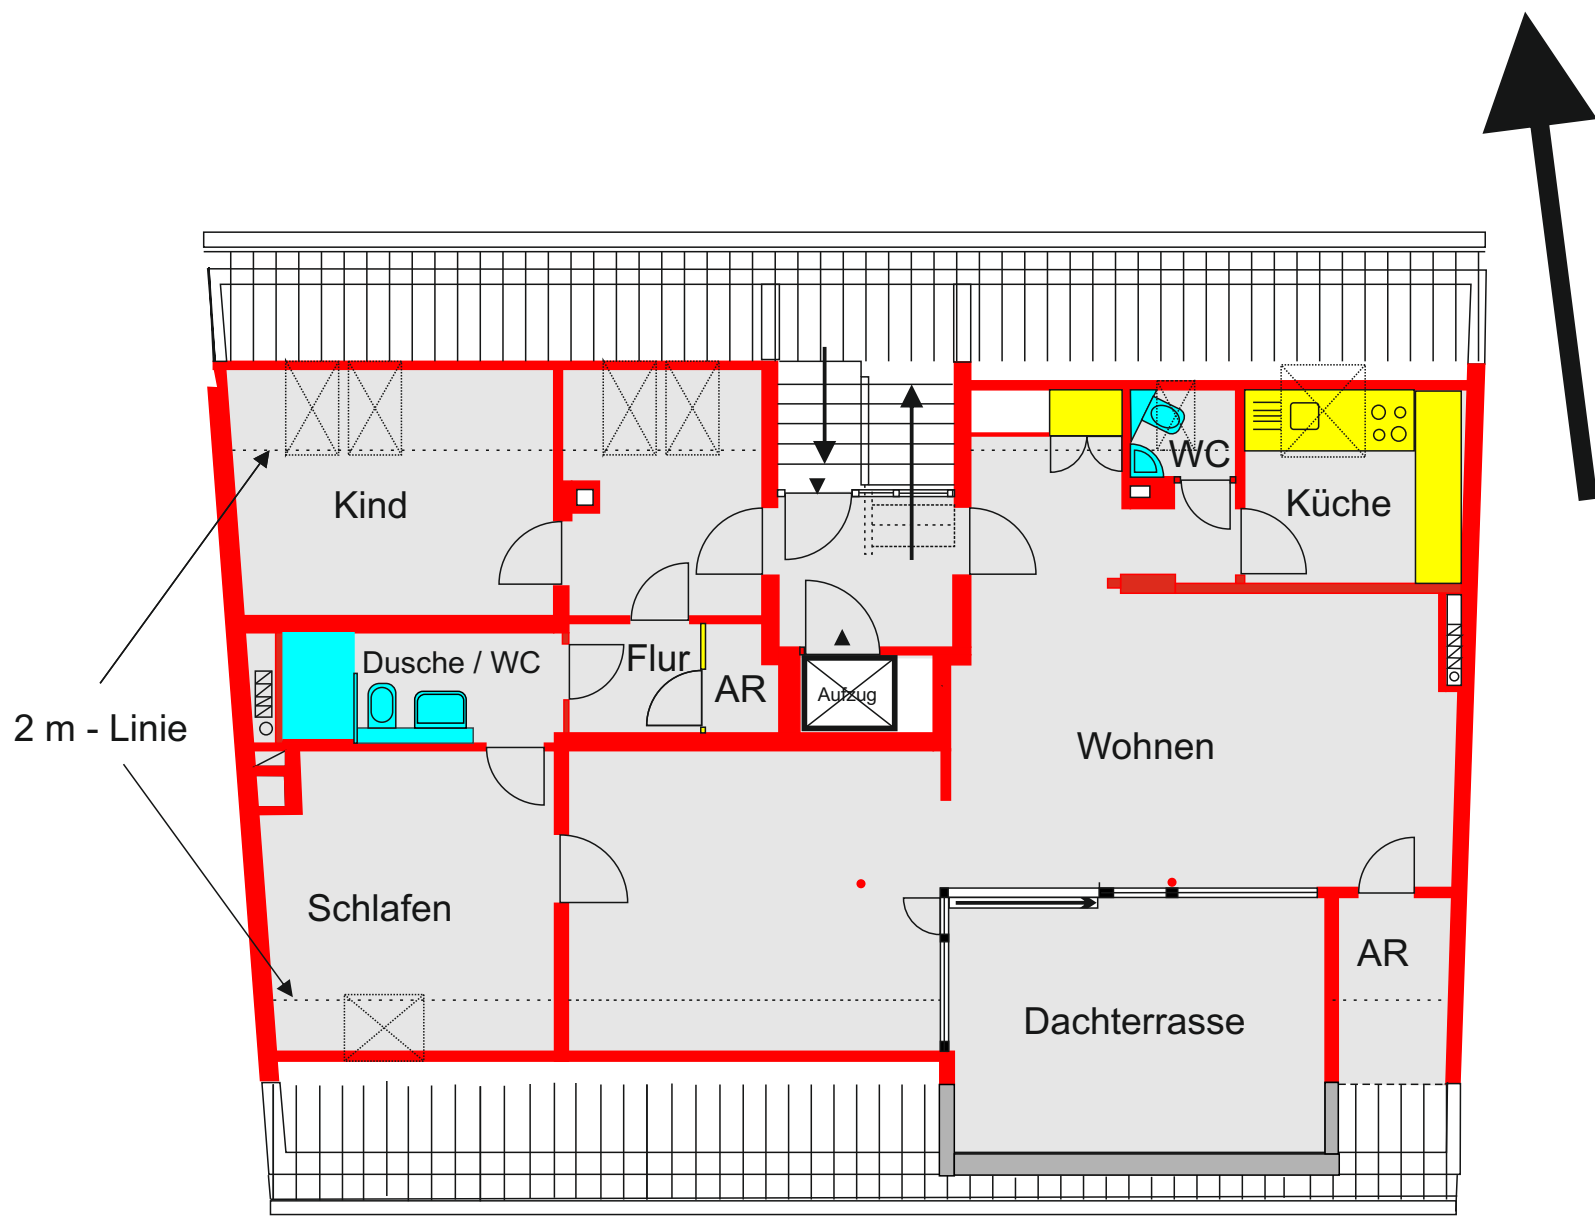 WC
Kind
Küche
Dusche / WC
Flur
AR
Aufzug
2 m - Linie
Wohnen
Schlafen
AR
Dachterrasse